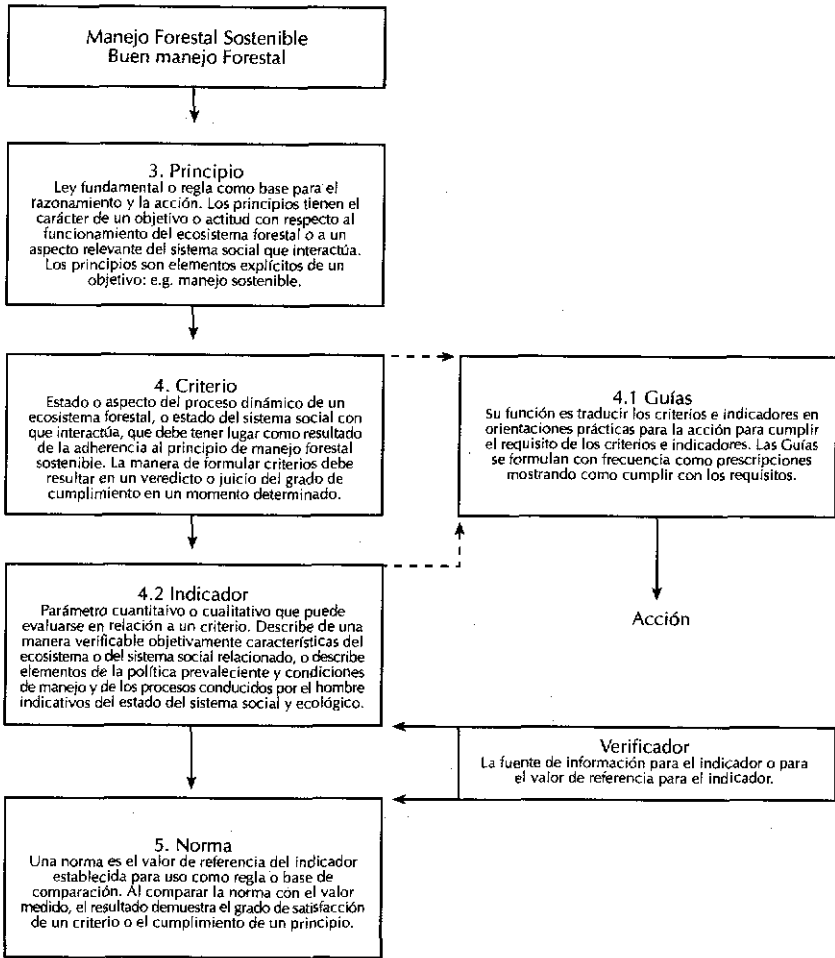 Manejo Forestal Sostenible
Buen manejo Forestal
3. Principio
Ley fundamental o regla como base para el
razonamiento y la acción. Los principios tienen el
carácter de un objetivo o actitud con respecto al
funcionamiento del ecosistema forestal o a un
aspecto relevante del sistema social que interactúa.
Los principios son elementos explícitos de un
objetivo: e.g. manejo sostenible.
4. Criterio
Estado o aspecto del proceso dinámico de un
ecosistema forestal, o estado del sistema social con
que interactúa, que debe tener lugar como resultado
de la adherencia al principio de manejo forestal
sostenible. La manera de formular criterios debe
resultar en un veredicto o juicio del grado de
cumplimiento en un momento determinado.
4.1 Guías
Su función es traducir los criterios e indicadores en
orientaciones prácticas para la acción para cumplir
el requisito de los criterios e indicadores. Las Guías
se formulan con frecuencia como prescripciones
mostrando como cumplir con los requisitos.
Acción
4.2 Indicador
Parámetro cuantitaivo o cualitativo que puede
evaluarse en relación a un criterio. Describe de una
manera verificable objetivamente características del
ecosistema o del sistema social relacionado, o describe
elementos de la política prevaleciente y condiciones
de manejo y de los procesos conducidos por el hombre
indicativos del estado del sistema social y ecológico.
Verificador
La fuente de información para el indicador o para
el valor de referencia para el indicador.
5. Norma
Una norma es el valor de referencia del indicador
establecida para uso como regla o base de
comparación. Al comparar la norma con el valor
medido, el resultado demuestra el grado de satisfacción
de un criterio o el cumplimiento de un principio.